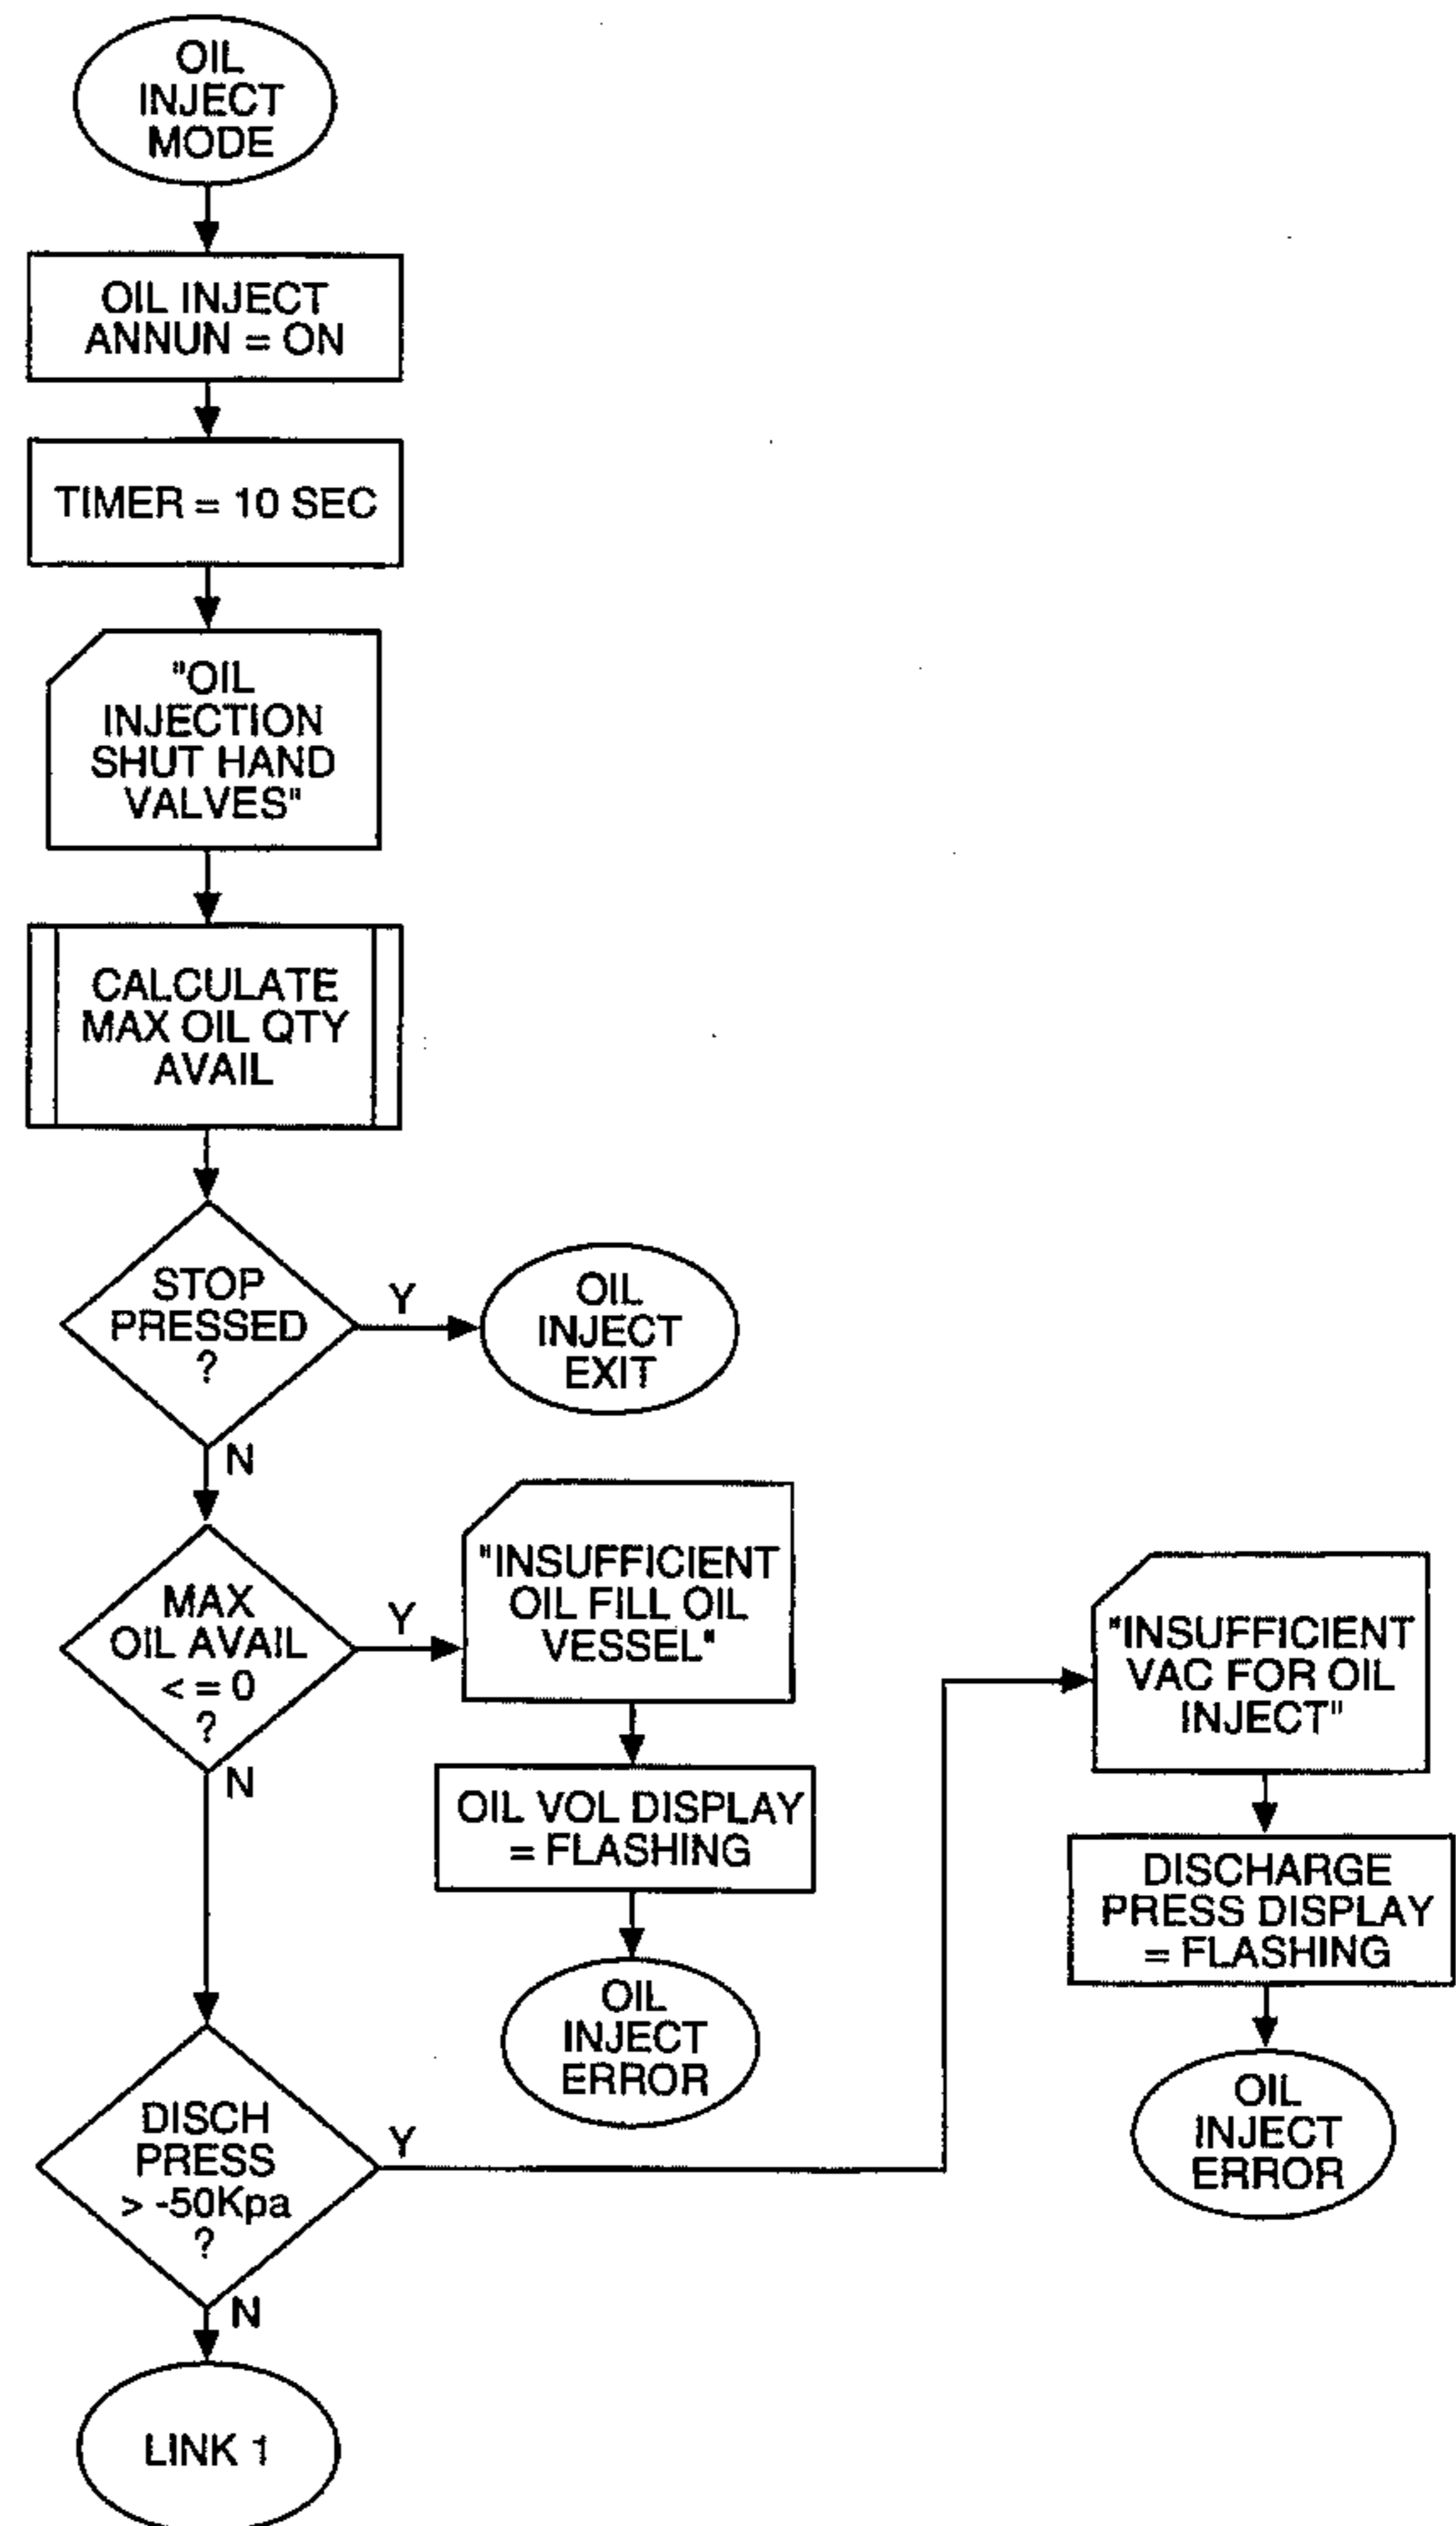 OIL
INJECT
MODE
OIL INJECT
ANNUN = ON
TIMER = 10 SEC
"OIL
INJECTION
SHUT HAND
VALVES"
CALCULATE
MAX OIL QTY
AVAIL
STOP
PRESSED
?
Y
OIL
INJECT
EXIT
N
MAX
OIL AVAIL
< = 0
?
Y
"INSUFFICIENT
OIL FILL OIL
VESSEL"
N
OIL VOL DISPLAY
= FLASHING
OIL
INJECT
ERROR
DISCH
PRESS
> -50Kpa
?
Y
"INSUFFICIENT
VAC FOR OIL
INJECT"
DISCHARGE
PRESS DISPLAY
= FLASHING
OIL
INJECT
ERROR
N
LINK 1